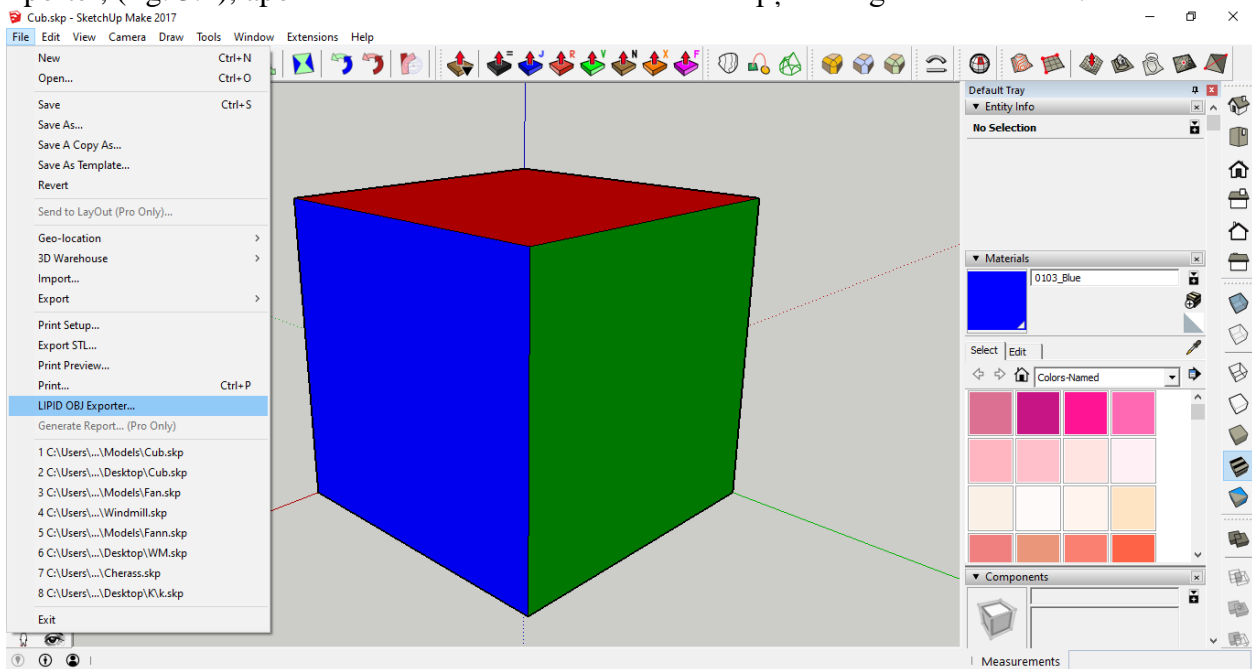 Cub.skp - SketchUp Make 2017
File Edit View Camera Draw Tools Window Extensions Help
New Ctrl+N
Open... Ctrl+O
Save Ctrl+S
Save As...
Save A Copy As...
Save As Template...
Revert
Send to LayOut (Pro Only)...
Geo-location
3D Warehouse
Import...
Export
Print Setup...
Export STL...
Print Preview...
Print... Ctrl+P
LIPID OBJ Exporter...
Generate Report... (Pro Only)
1 C:\Users\...\Models\Cub.skp
2 C:\Users\...\Desktop\Cub.skp
3 C:\Users\...\Models\Fan.skp
4 C:\Users\...\Windmill.skp
5 C:\Users\...\Models\Fann.skp
6 C:\Users\...\Desktop\WM.skp
7 C:\Users\...\Cherass.skp
8 C:\Users\...\Desktop\K\k.skp
Exit
= J R V N X F
Default Tray
Entity Info
No Selection
Materials
0103_Blue
Select Edit
Colors-Named
Components
Measurements